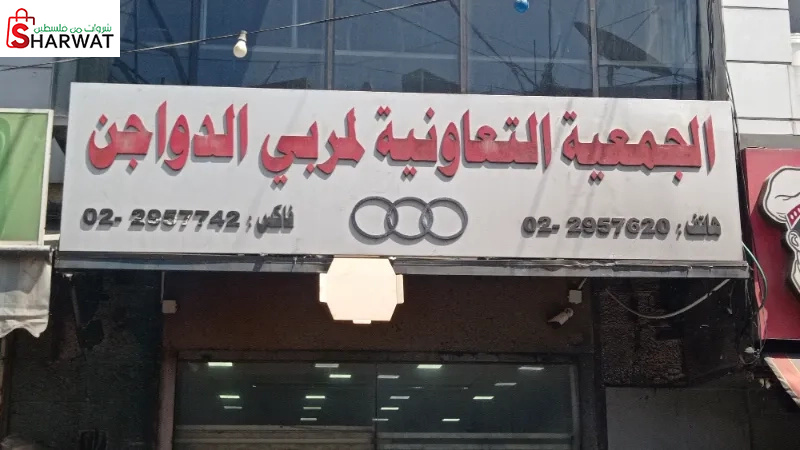 شروات من فلسطين
SHARWAT
الجمعية التعاونية لمربي الدواجن
هاتف : 2957620 -02
فاكس : 2957742 -02